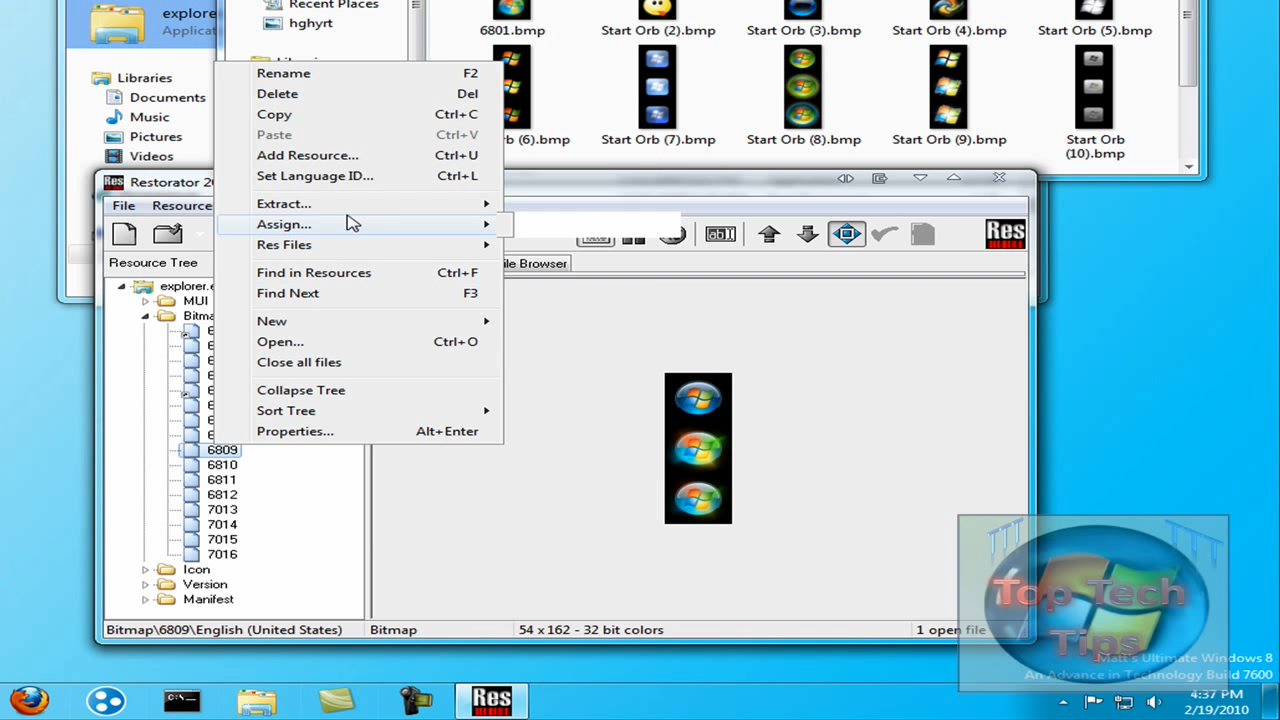 explore
Applicat
Recent Places
hghyrt
Libraries
Documents
Music
Pictures
Videos
6801.bmp
Start Orb (2).bmp
Start Orb (3).bmp
Start Orb (4).bmp
Start Orb (5).bmp
rb (6).bmp
Start Orb (7).bmp
Start Orb (8).bmp
Start Orb (9).bmp
Start Orb
(10).bmp
Rename F2
Delete Del
Copy Ctrl+C
Paste Ctrl+V
Add Resource... Ctrl+U
Set Language ID... Ctrl+L
Extract...
Assign...
Res Files
Find in Resources Ctrl+F
Find Next F3
New
Open... Ctrl+O
Close all files
Collapse Tree
Sort Tree
Properties... Alt+Enter
Res Restorator 20
File Resource
Res
Resource Tree
ile Browser
explorer.e
MUI
Bitma
6809
6810
6811
6812
7013
7014
7015
7016
Icon
Version
Manifest
Bitmap\6809\English (United States)
Bitmap
54 x 162 - 32 bit colors
1 open file
Top Tech
Tips
Matt's Ultimate Windows 8
An Advance in Technology Build 7600
Res
4:37 PM
2/19/2010